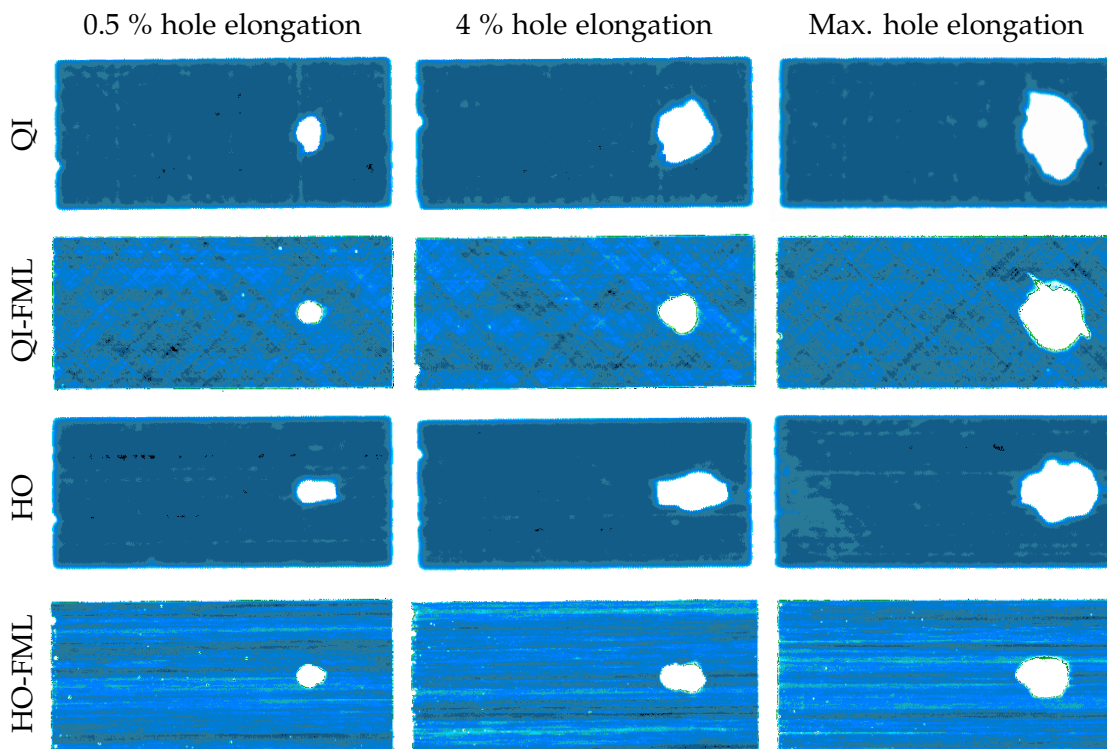 0.5 % hole elongation
4 % hole elongation
Max. hole elongation
QI
QI-FML
HO
HO-FML